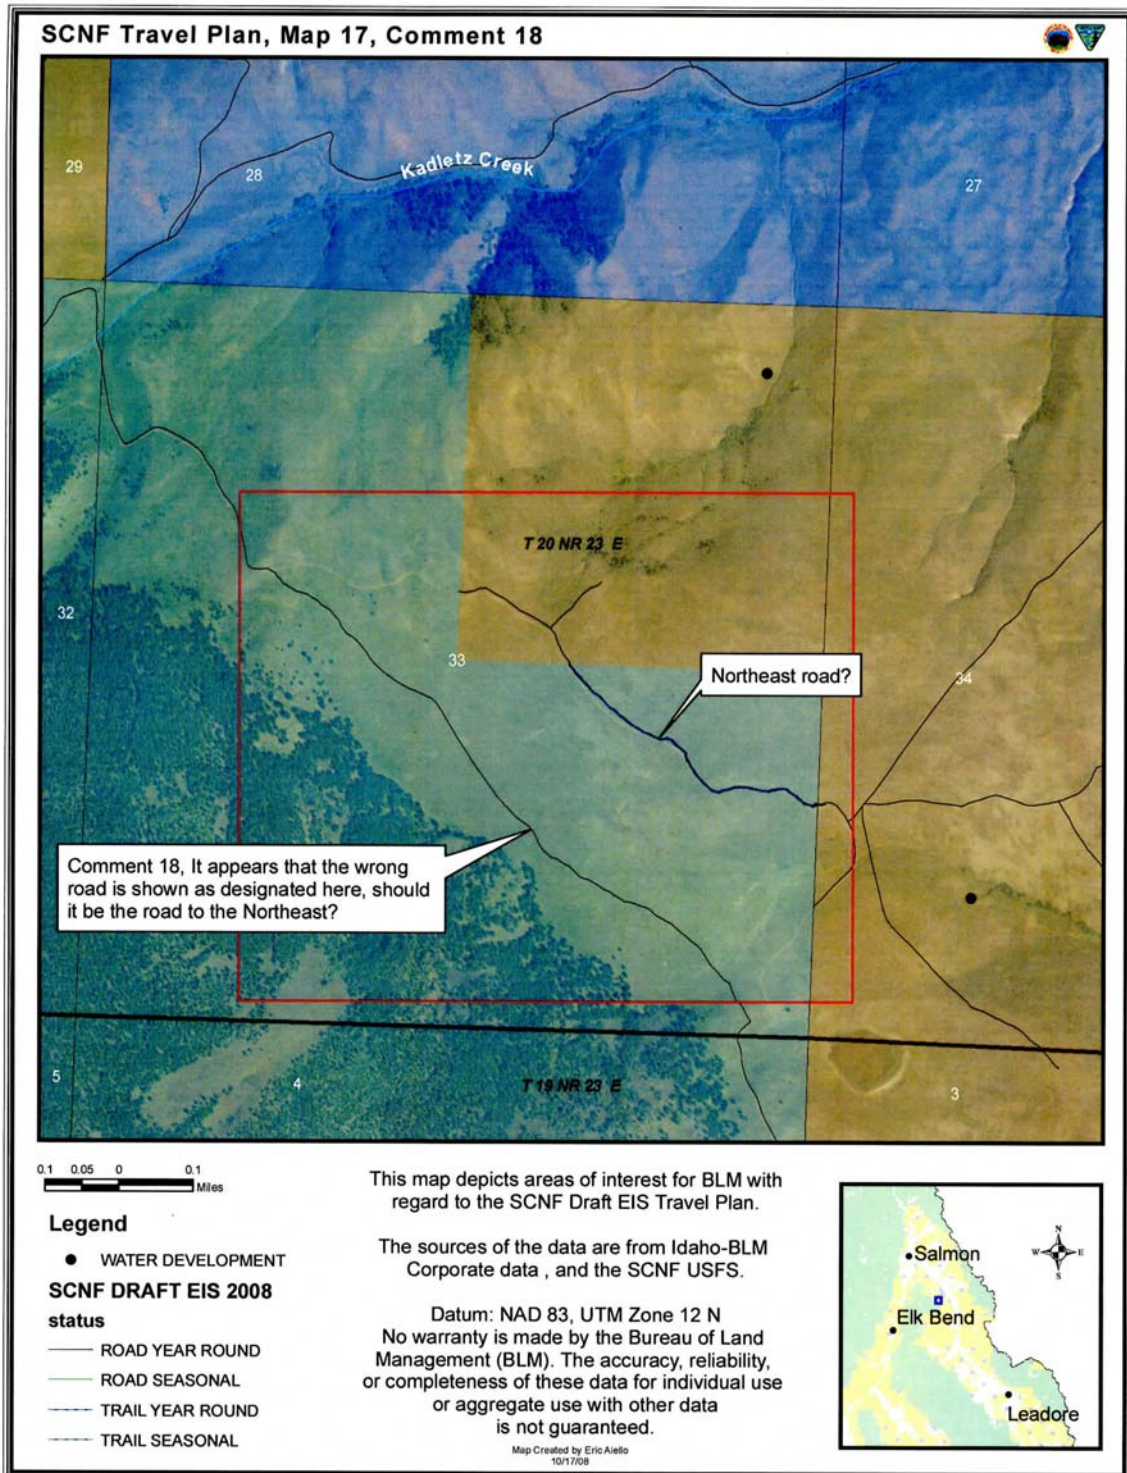 SCNF Travel Plan, Map 17, Comment 18
29
28
Kadletz Creek
27
T 20 NR 23 E
32
33
Northeast road?
34
Comment 18, It appears that the wrong
road is shown as designated here, should
it be the road to the Northeast?
5
4
T 19 NR 23 E
3
0.1 0.05 0 0.1
Miles
Legend
WATER DEVELOPMENT
SCNF DRAFT EIS 2008
status
ROAD YEAR ROUND
ROAD SEASONAL
TRAIL YEAR ROUND
TRAIL SEASONAL
This map depicts areas of interest for BLM with
regard to the SCNF Draft EIS Travel Plan.
The sources of the data are from Idaho-BLM
Corporate data , and the SCNF USFS.
Datum: NAD 83, UTM Zone 12 N
No warranty is made by the Bureau of Land
Management (BLM). The accuracy, reliability,
or completeness of these data for individual use
or aggregate use with other data
is not guaranteed.
Map Created by Eric Aiello
10/17/08
Salmon
N
W E
S
Elk Bend
Leadore